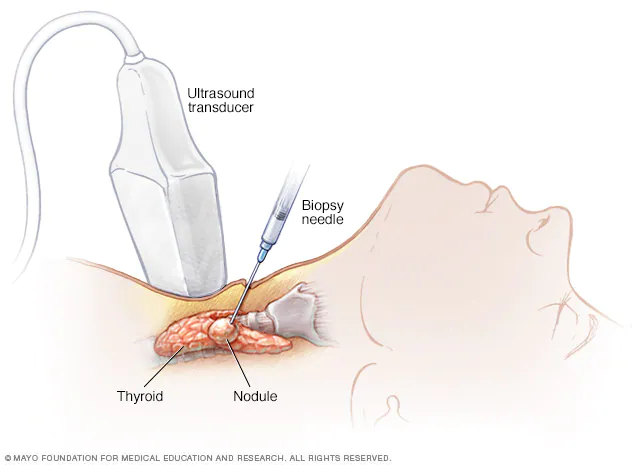 Ultrasound
transducer
Biopsy
needle
Thyroid
Nodule
© MAYO FOUNDATION FOR MEDICAL EDUCATION AND RESEARCH. ALL RIGHTS RESERVED.